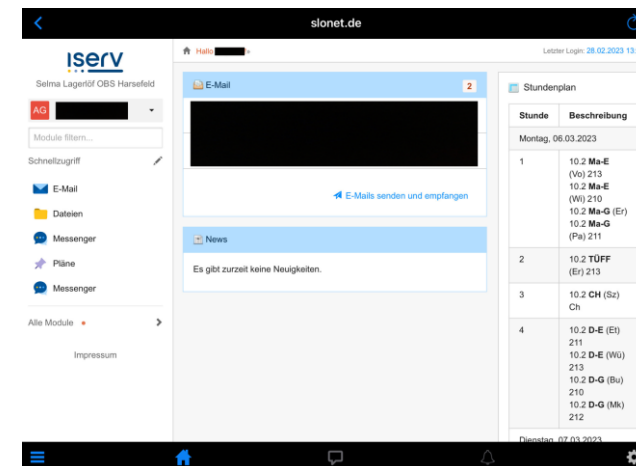 slonet.de
ISerV
Selma Lagerlöf OBS Harsefeld
AG
Module filtern...
Schnellzugriff
E-Mail
Dateien
Messenger
Pläne
Messenger
Alle Module
Impressum
Hallo
Letzter Login: 28.02.2023 13:
E-Mail 2
E-Mails senden und empfangen
News
Es gibt zurzeit keine Neuigkeiten.
Stundenplan
Stunde Beschreibung
Montag, 06.03.2023
1 10.2 Ma-E
(Vo) 213
10.2 Ma-E
(Wi) 210
10.2 Ma-G (Er)
10.2 Ma-G
(Pa) 211
2 10.2 TÜFF
(Er) 213
3 10.2 CH (Sz)
Ch
4 10.2 D-E (Et)
211
10.2 D-E (Wü)
213
10.2 D-G (Bu)
210
10.2 D-G (Mk)
212
Dienstag, 07.03.2023